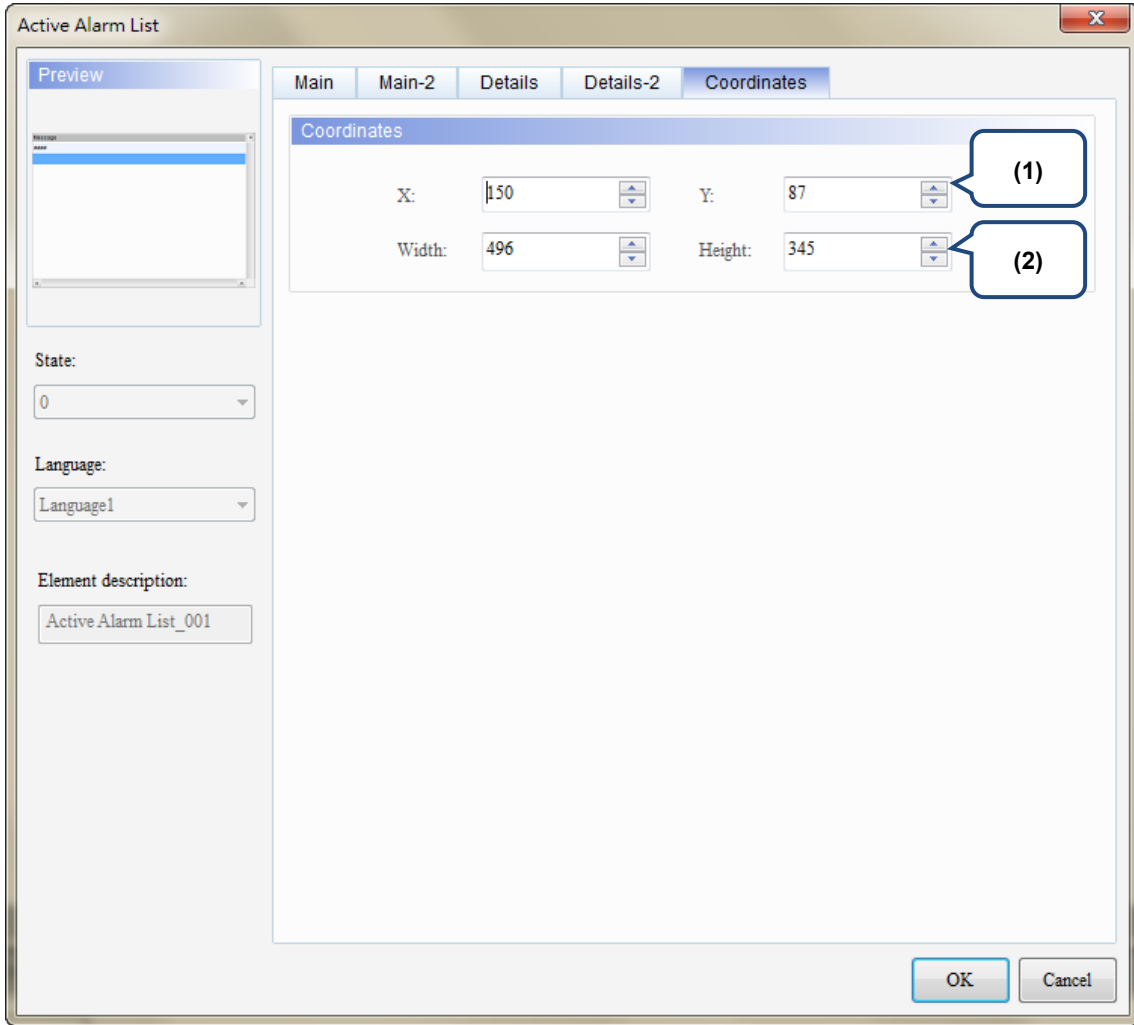 Active Alarm List
Preview
Main Main-2 Details Details-2 Coordinates
Message
####
Coordinates
X: 150 Y: 87 (1)
Width: 496 Height: 345 (2)
State:
0
Language:
Language1
Element description:
Active Alarm List_001
OK Cancel